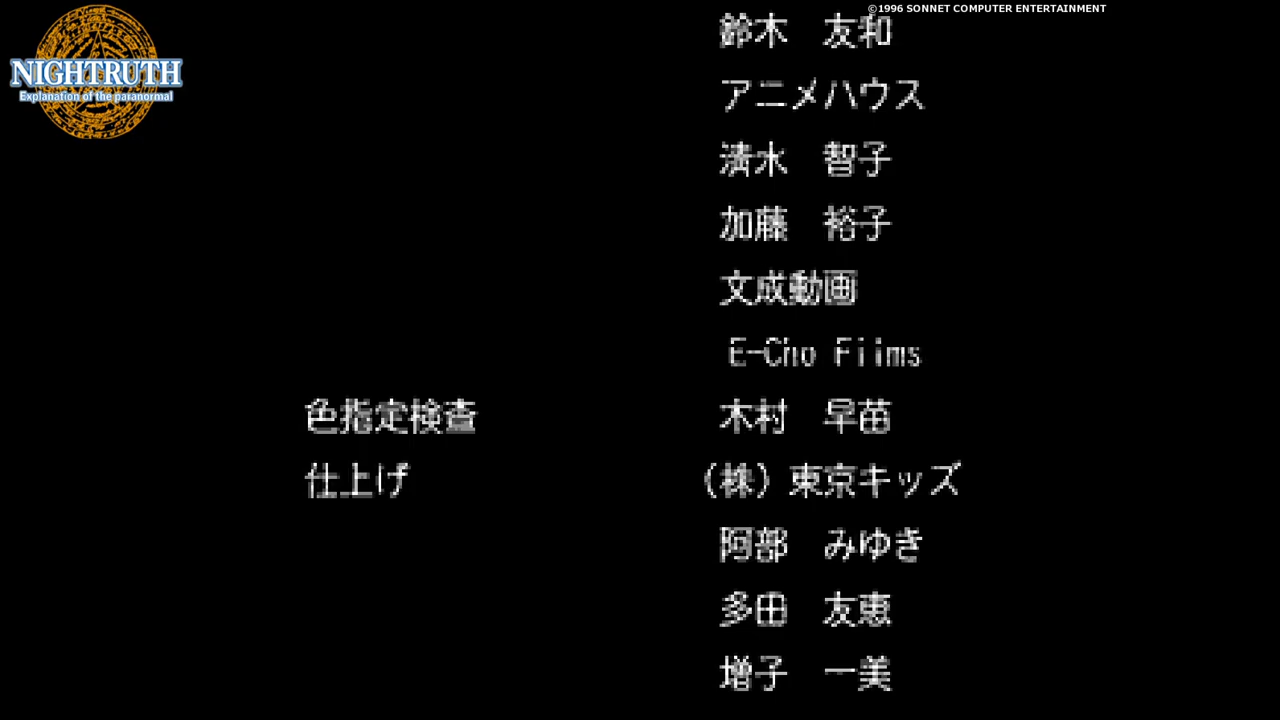 ©1996 SONNET COMPUTER ENTERTAINMENT
NIGHTRUTH
Explanation of the paranormal
鈴木 友和
アニメハウス
清水 智子
加藤 裕子
文成動画
E-Cho Fiims
色指定検査 木村 早苗
仕上げ (株)東京キッズ
阿部 みゆき
多田 友恵
増子 一美